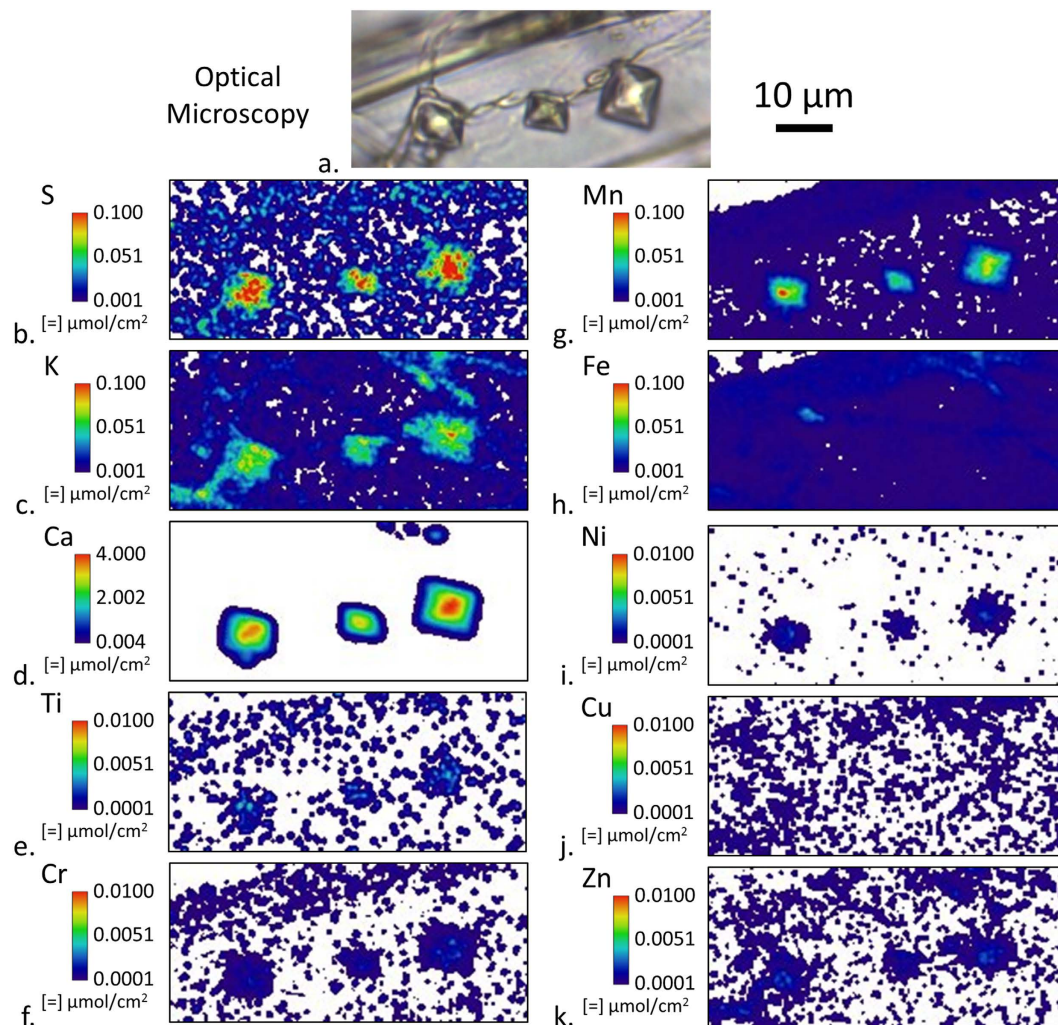 Optical
Microscopy
a.
10 μm
S
0.100
0.051
0.001
[=] μmol/cm²
b.
K
0.100
0.051
0.001
[=] μmol/cm²
c.
Ca
4.000
2.002
0.004
[=] μmol/cm²
d.
Ti
0.0100
0.0051
0.0001
[=] μmol/cm²
e.
Cr
0.0100
0.0051
0.0001
[=] μmol/cm²
f.
Mn
0.100
0.051
0.001
[=] μmol/cm²
g.
Fe
0.100
0.051
0.001
[=] μmol/cm²
h.
Ni
0.0100
0.0051
0.0001
[=] μmol/cm²
i.
Cu
0.0100
0.0051
0.0001
[=] μmol/cm²
j.
Zn
0.0100
0.0051
0.0001
[=] μmol/cm²
k.